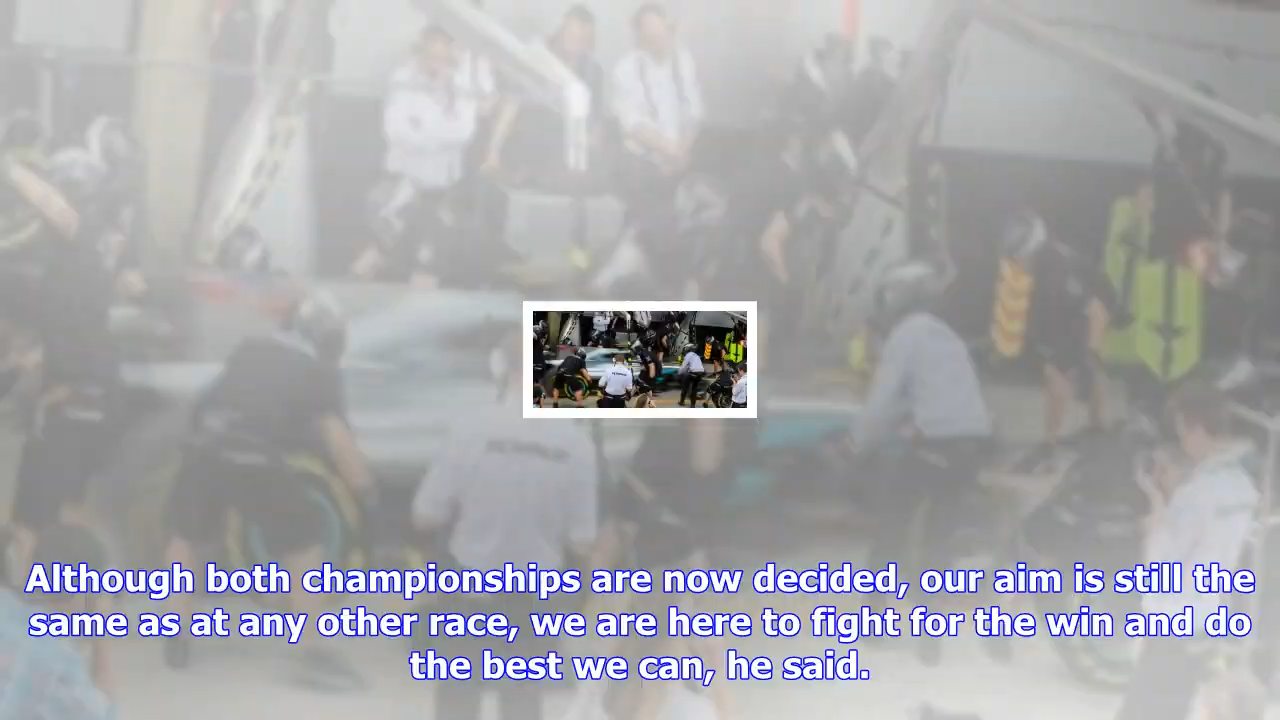 Although both championships are now decided, our aim is still the
same as at any other race, we are here to fight for the win and do
the best we can, he said.